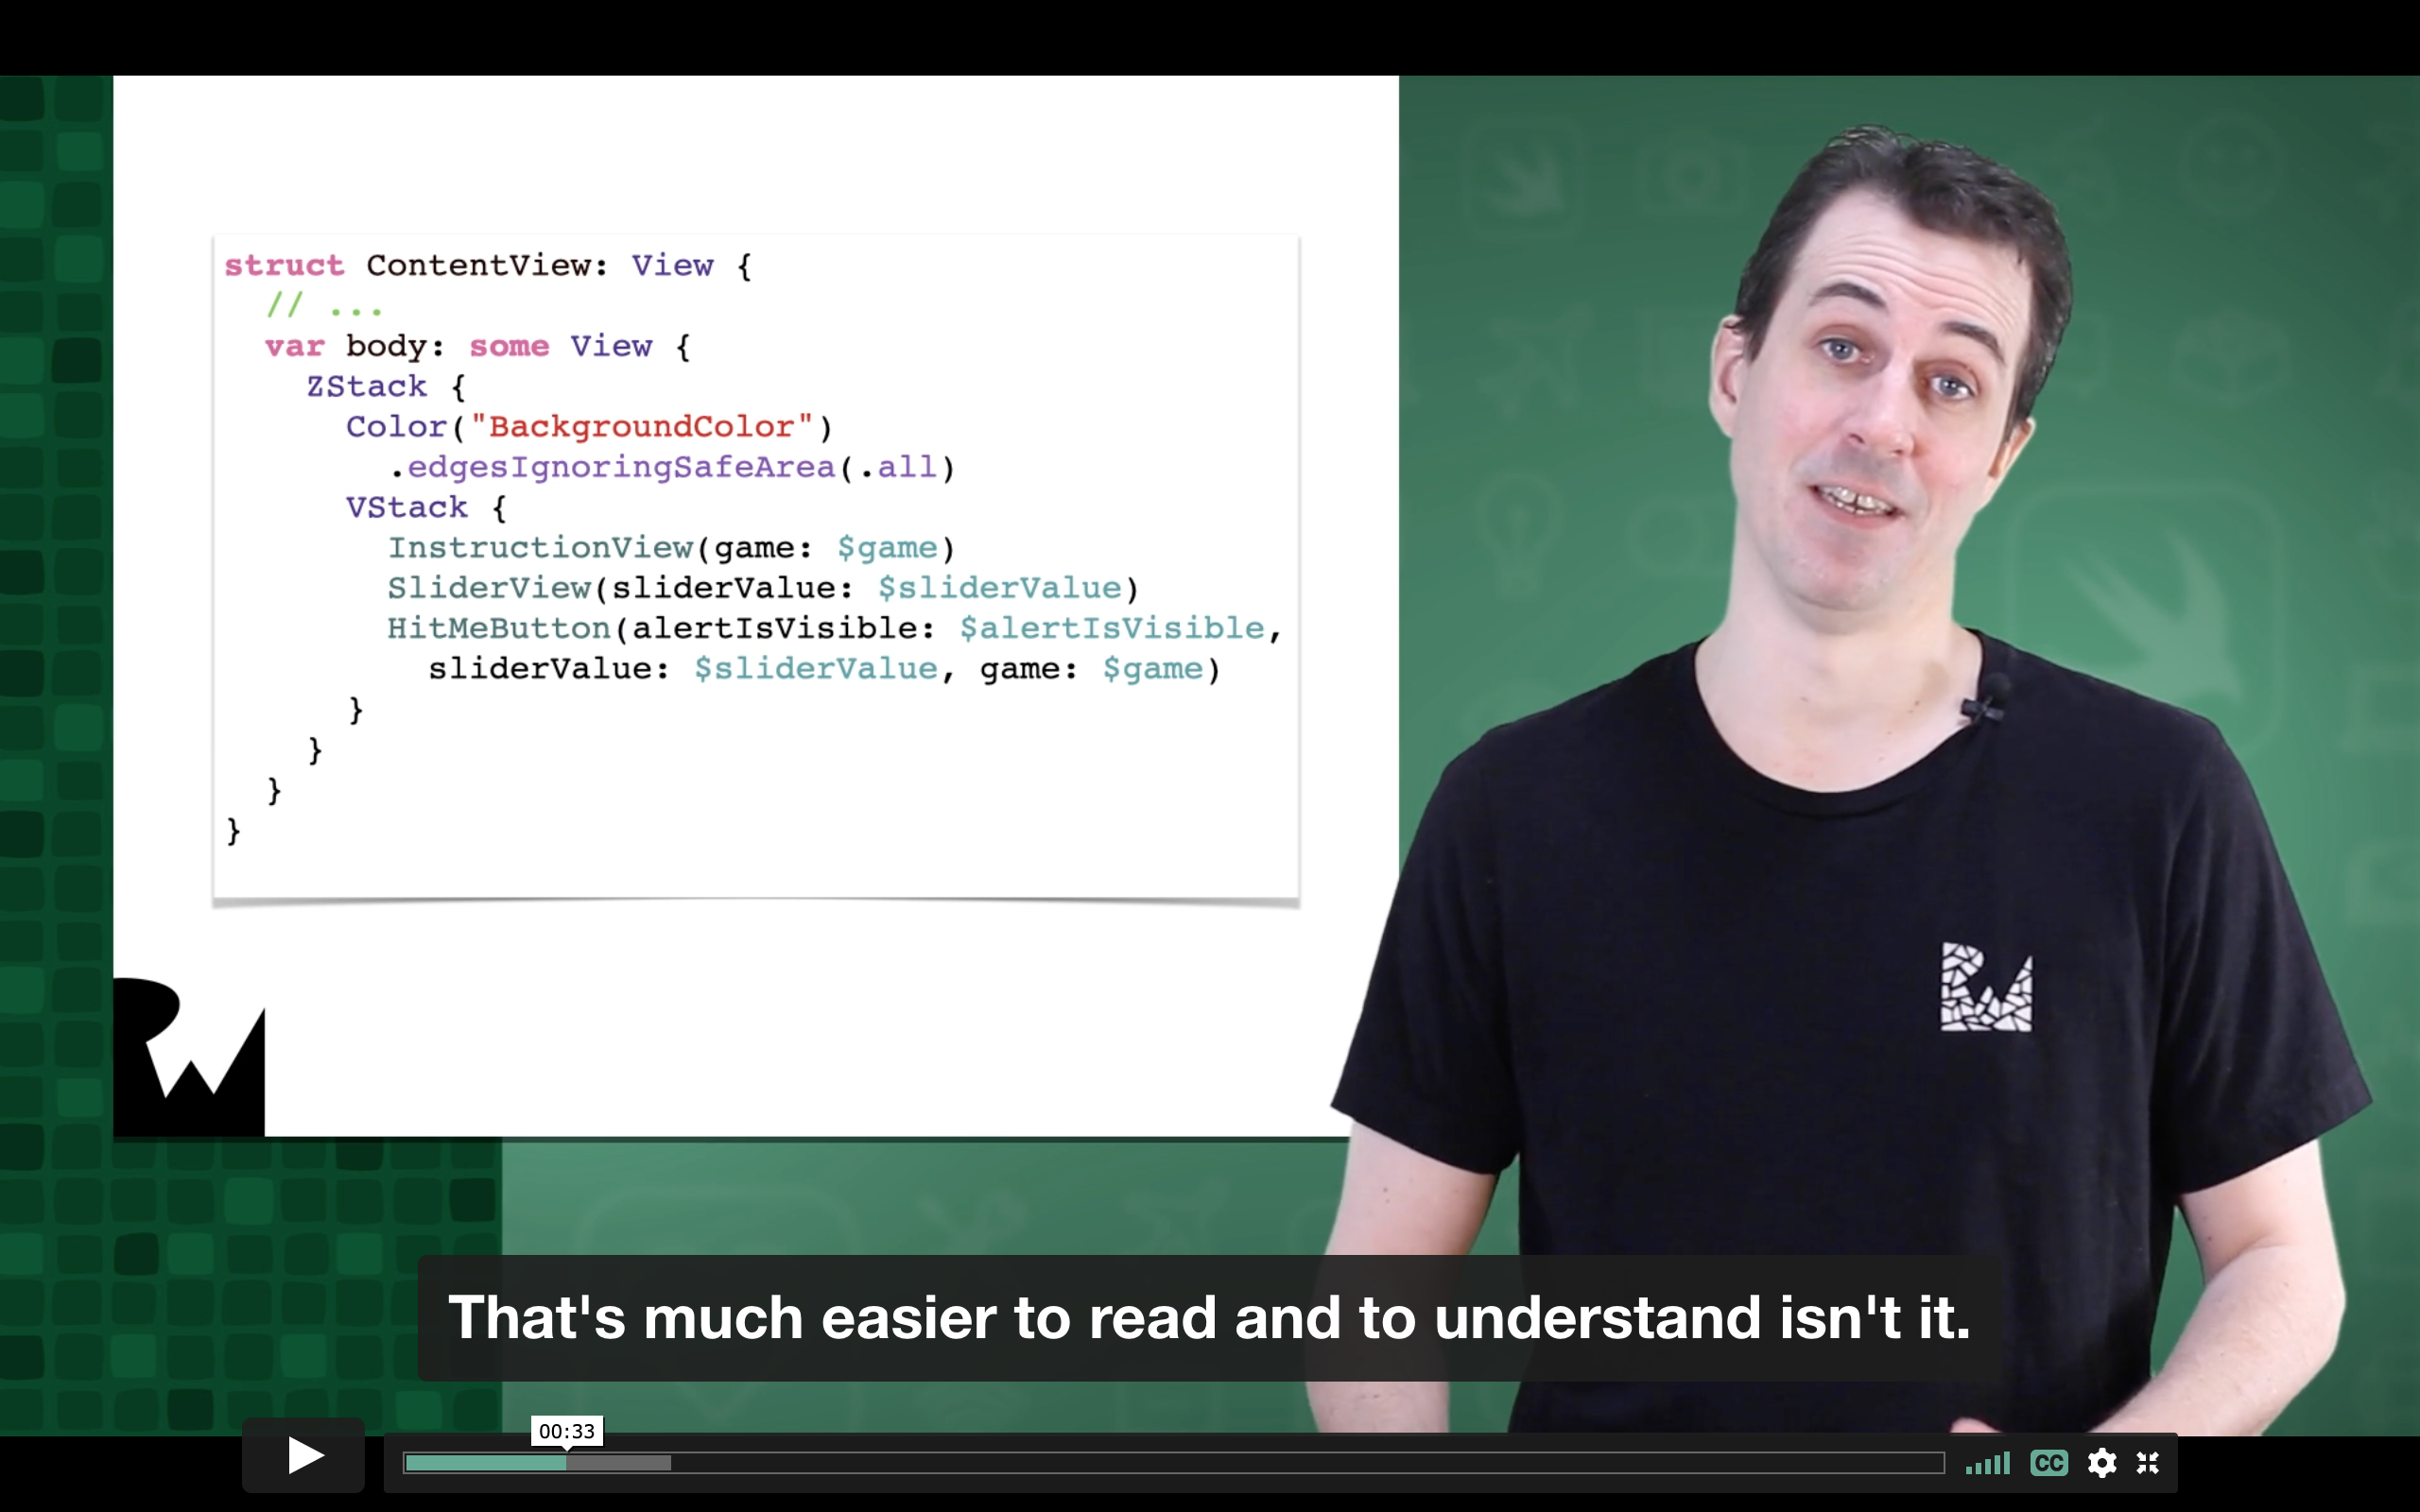 struct ContentView: View {
  // ...
  var body: some View {
    ZStack {
      Color("BackgroundColor")
        .edgesIgnoringSafeArea(.all)
      VStack {
        InstructionView(game: $game)
        SliderView(sliderValue: $sliderValue)
        HitMeButton(alertIsVisible: $alertIsVisible,
          sliderValue: $sliderValue, game: $game)
      }
    }
  }
}
RW
RW
That's much easier to read and to understand isn't it.
00:33
CC